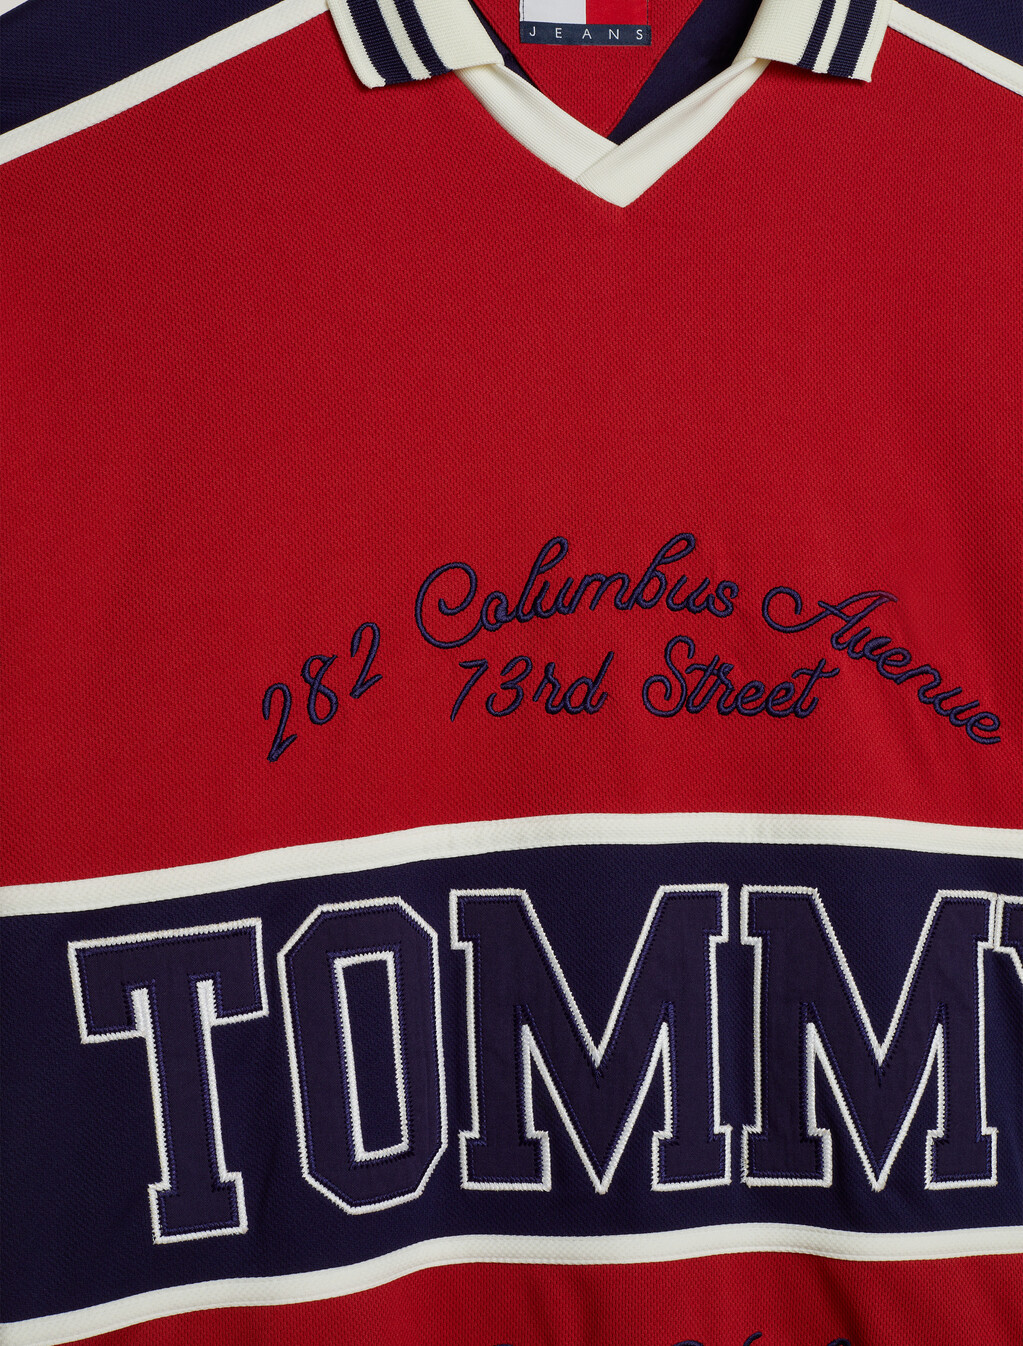 JEANS
282 Columbus Avenue
73rd Street
TOMMY